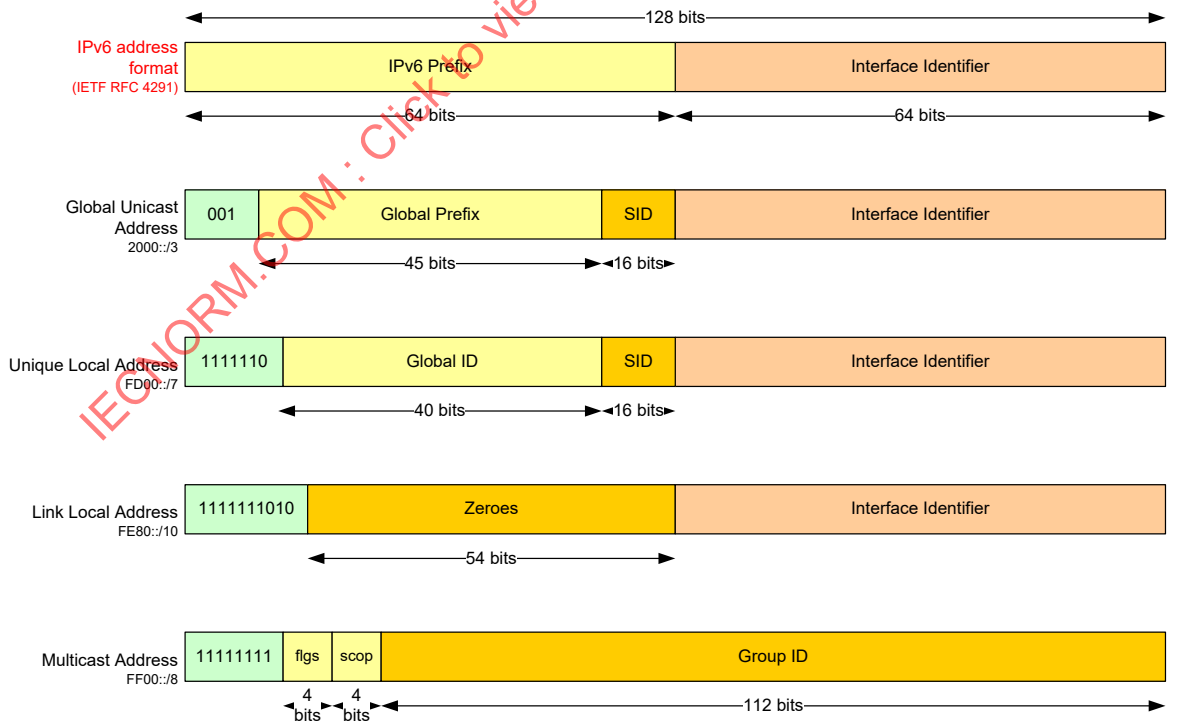 128 bits
IPv6 address
format
(IETF RFC 4291)
IPv6 Prefix
Interface Identifier
64 bits
64 bits
Global Unicast
Address
2000::/3
001
Global Prefix
SID
Interface Identifier
45 bits
16 bits
Unique Local Address
FD00::/7
1111110
Global ID
SID
Interface Identifier
40 bits
16 bits
Link Local Address
FE80::/10
1111111010
Zeroes
Interface Identifier
54 bits
Multicast Address
FF00::/8
11111111
flgs
scop
Group ID
4
bits
4
bits
112 bits
IECNORM.COM : Click to vie